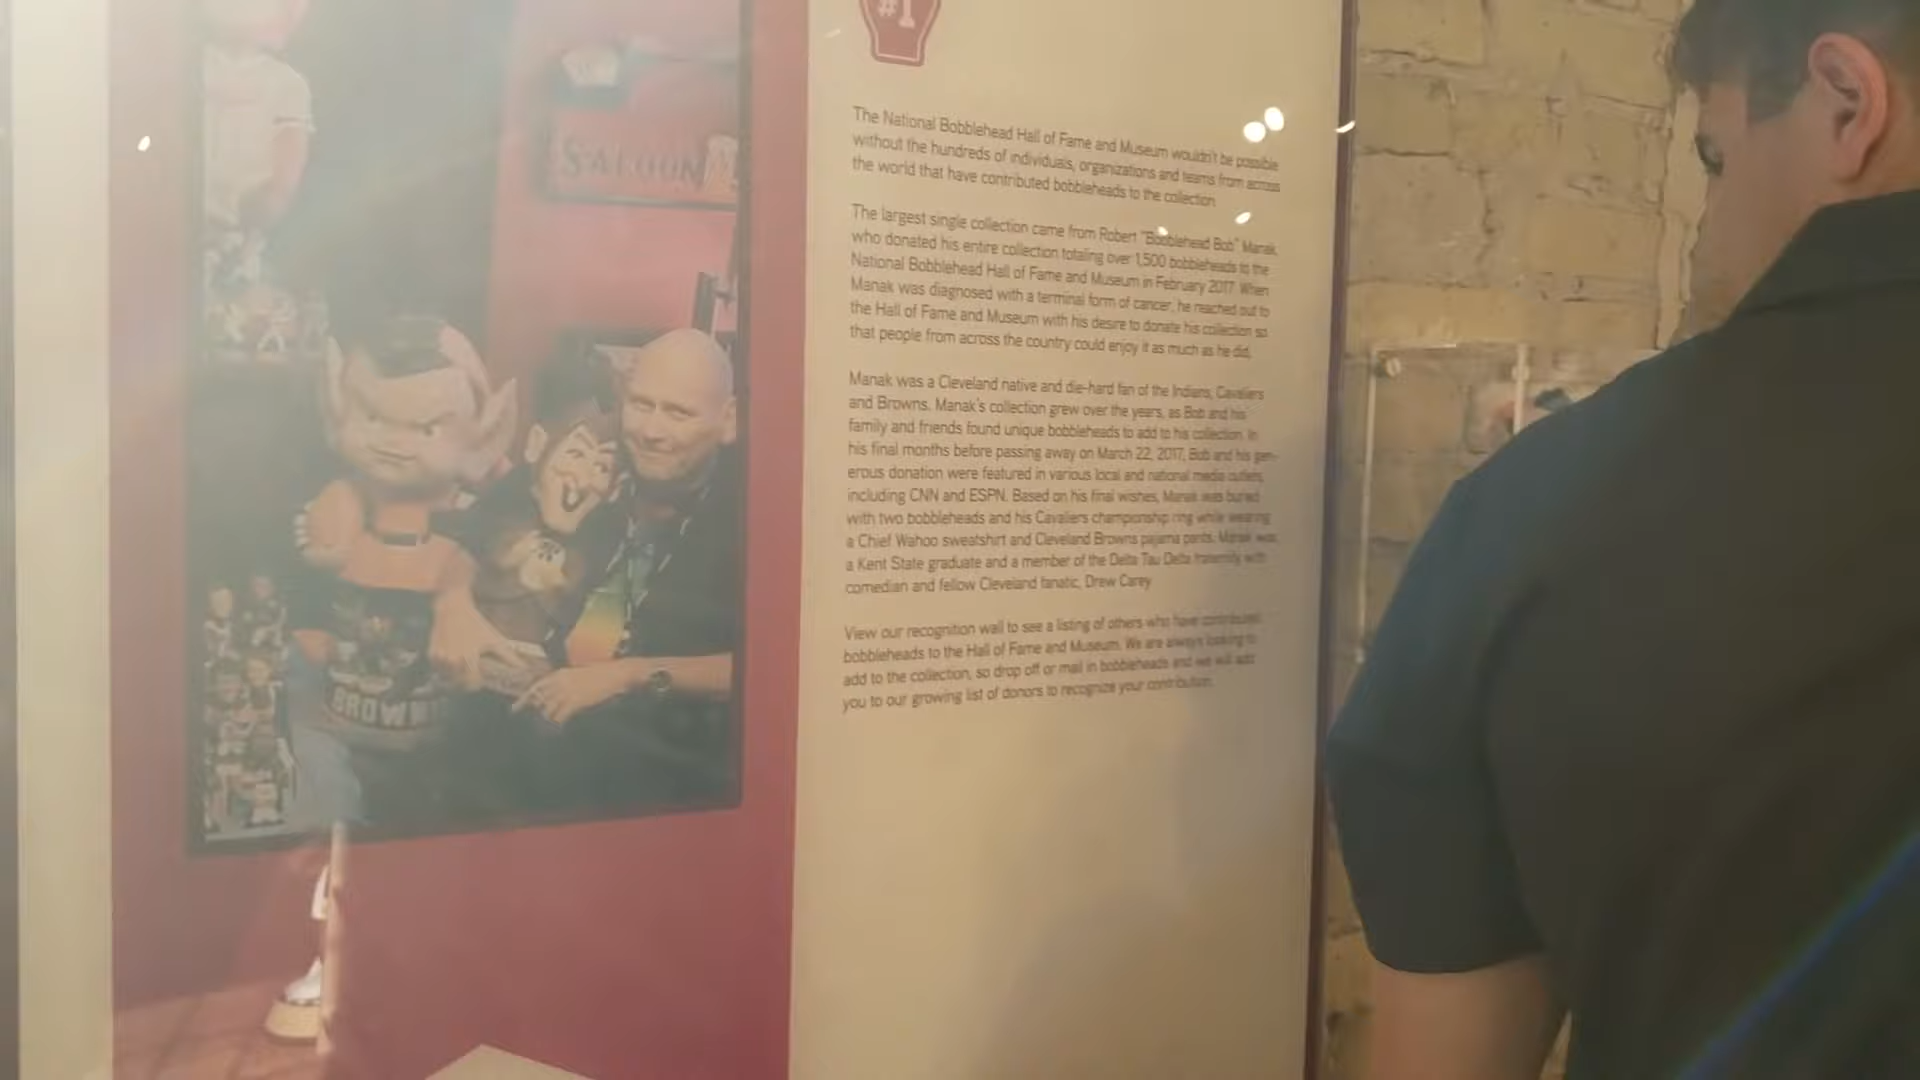 #1
SALOON
BROWN
The National Bobblehead Hall of Fame and Museum wouldn't be possible
without the hundreds of individuals, organizations and teams from across
the world that have contributed bobbleheads to the collection.
The largest single collection came from Robert "Bobblehead Bob" Manak,
who donated his entire collection totaling over 1,500 bobbleheads to the
National Bobblehead Hall of Fame and Museum in February 2017. When
Manak was diagnosed with a terminal form of cancer, he reached out to
the Hall of Fame and Museum with his desire to donate his collection so
that people from across the country could enjoy it as much as he did.
Manak was a Cleveland native and die-hard fan of the Indians, Cavaliers
and Browns. Manak's collection grew over the years, as Bob and his
family and friends found unique bobbleheads to add to his collection. In
his final months before passing away on March 22, 2017, Bob and his gen-
erous donation were featured in various local and national media outlets,
including CNN and ESPN. Based on his final wishes, Manak was buried
with two bobbleheads and his Cavaliers championship ring while wearing
a Chief Wahoo sweatshirt and Cleveland Browns pajama pants. Manak was
a Kent State graduate and a member of the Delta Tau Delta fraternity with
comedian and fellow Cleveland fanatic, Drew Carey
View our recognition wall to see a listing of others who have contributed
bobbleheads to the Hall of Fame and Museum. We are always looking to
add to the collection, so drop off or mail in bobbleheads and we will add
you to our growing list of donors to recognize your contribution.